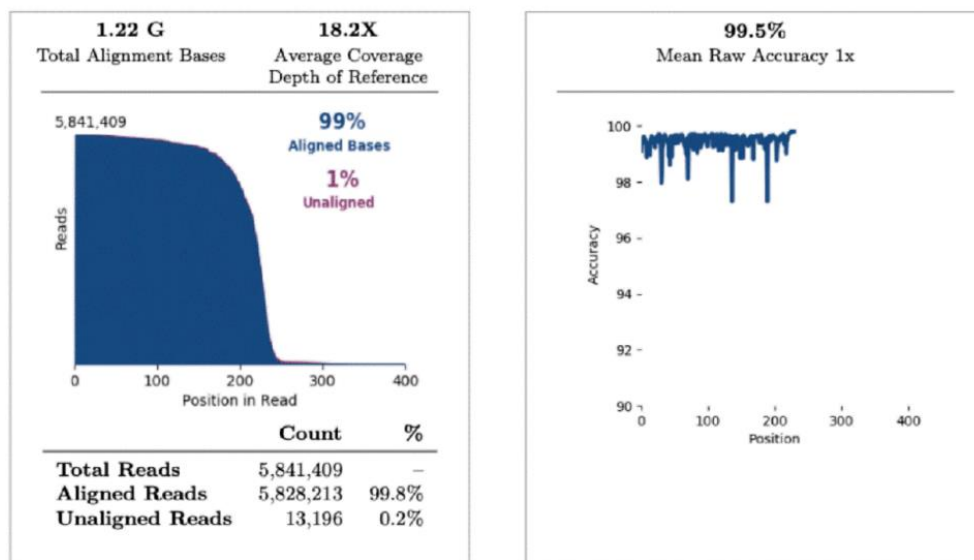 1.22 G
Total Alignment Bases
18.2X
Average Coverage
Depth of Reference
5,841,409
99%
Aligned Bases
1%
Unaligned
Reads
0 100 200 300 400
Position in Read
Count %
Total Reads 5,841,409 –
Aligned Reads 5,828,213 99.8%
Unaligned Reads 13,196 0.2%
99.5%
Mean Raw Accuracy 1x
100
98
96
94
92
90
Accuracy
0 100 200 300 400
Position